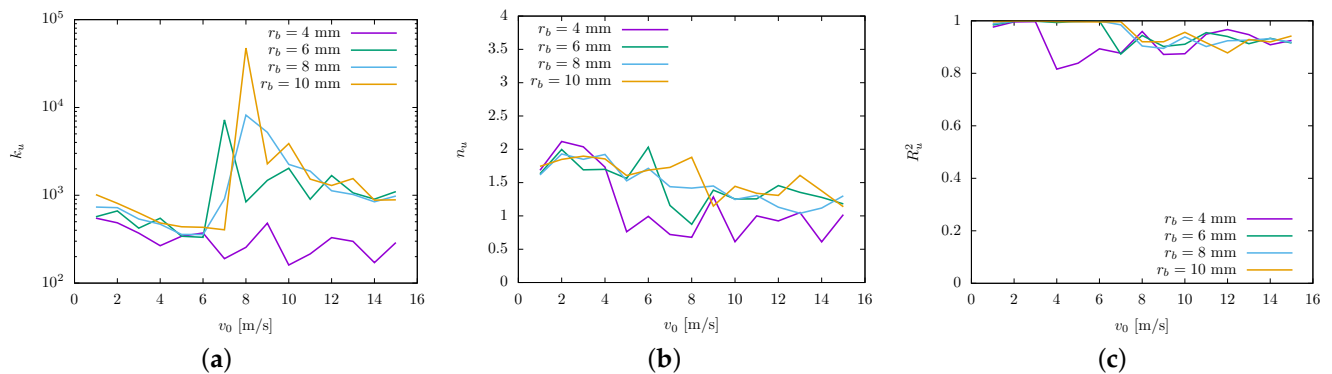 10^5
10^4
10^3
10^2
k_u
r_b = 4 mm
r_b = 6 mm
r_b = 8 mm
r_b = 10 mm
0 2 4 6 8 10 12 14 16
v_0 [m/s]
(a)
4
3.5
3
2.5
2
1.5
1
0.5
0
n_u
r_b = 4 mm
r_b = 6 mm
r_b = 8 mm
r_b = 10 mm
0 2 4 6 8 10 12 14 16
v_0 [m/s]
(b)
1
0.8
0.6
0.4
0.2
0
R_u^2
r_b = 4 mm
r_b = 6 mm
r_b = 8 mm
r_b = 10 mm
0 2 4 6 8 10 12 14 16
v_0 [m/s]
(c)